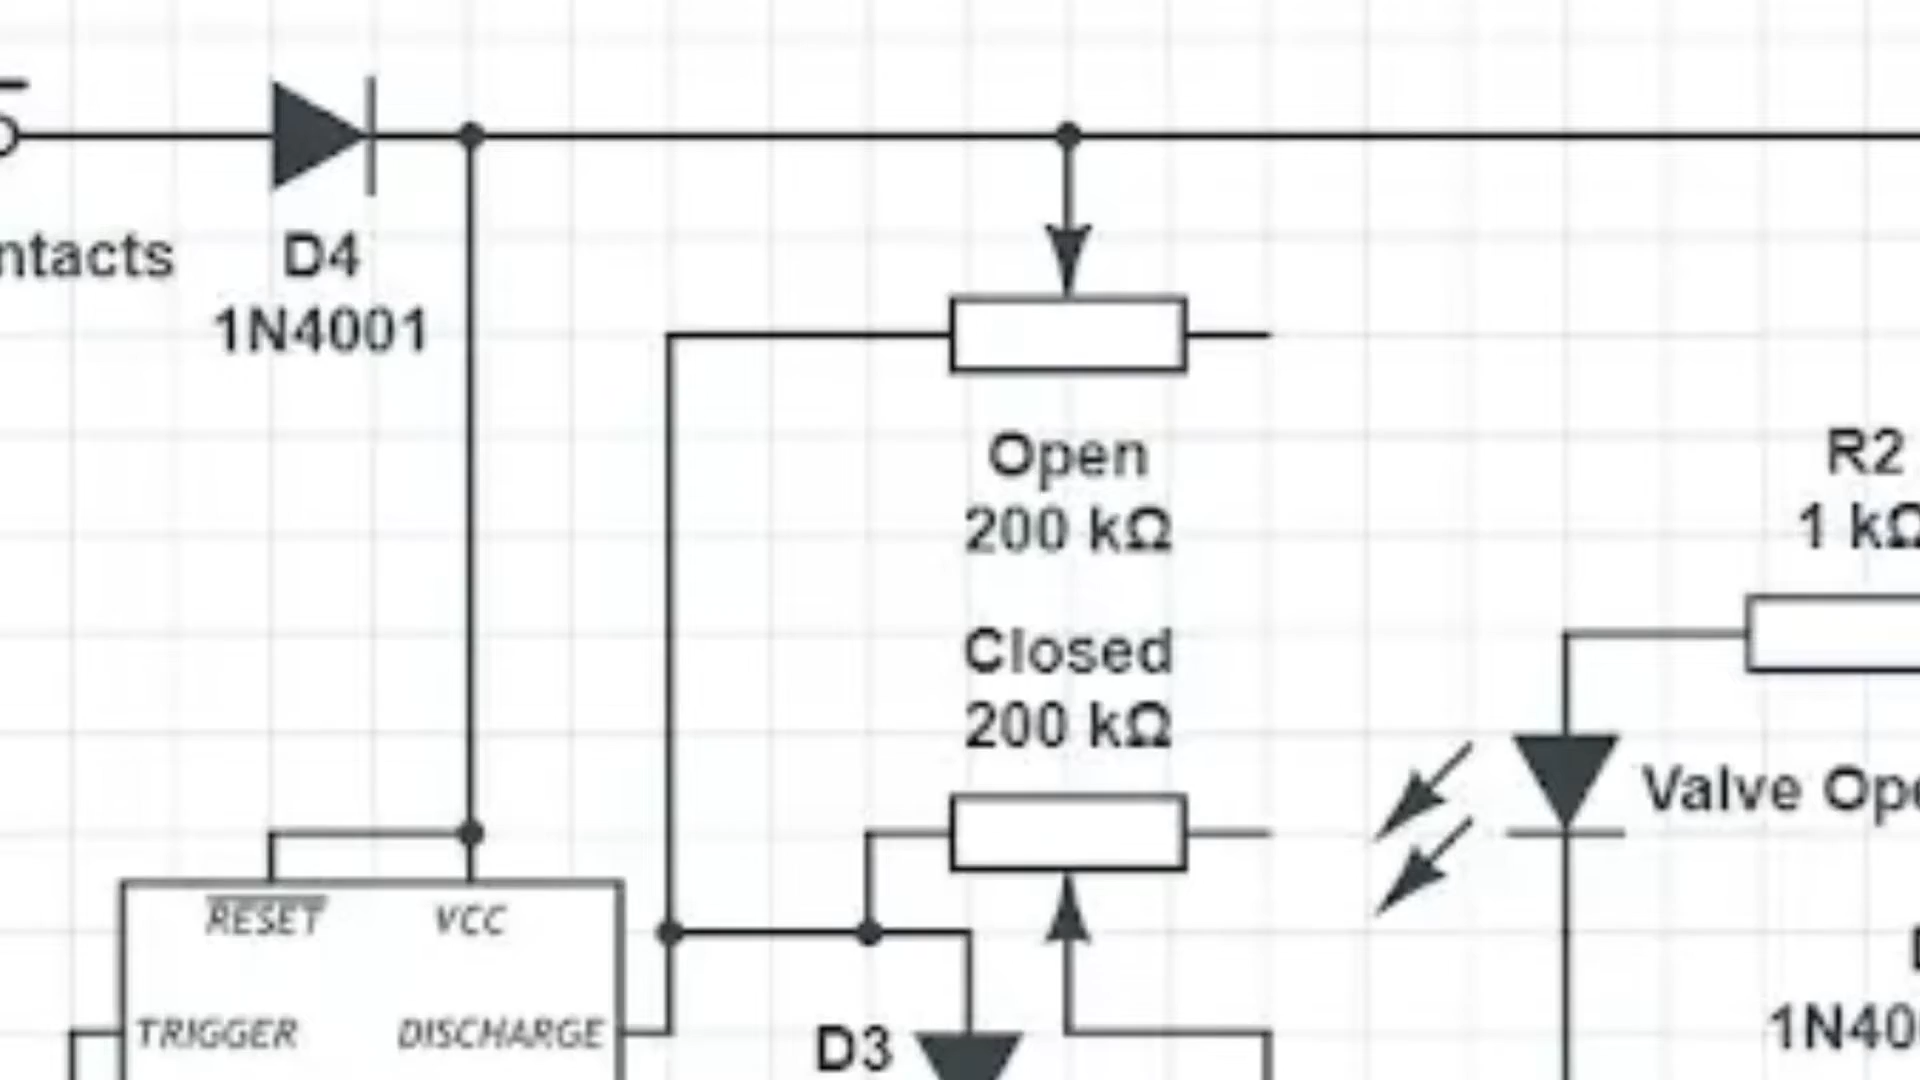 ntacts
D4
1N4001
Open
200 kΩ
Closed
200 kΩ
R2
1 kΩ
Valve Ope
RESET
VCC
TRIGGER
DISCHARGE
D3
1N40